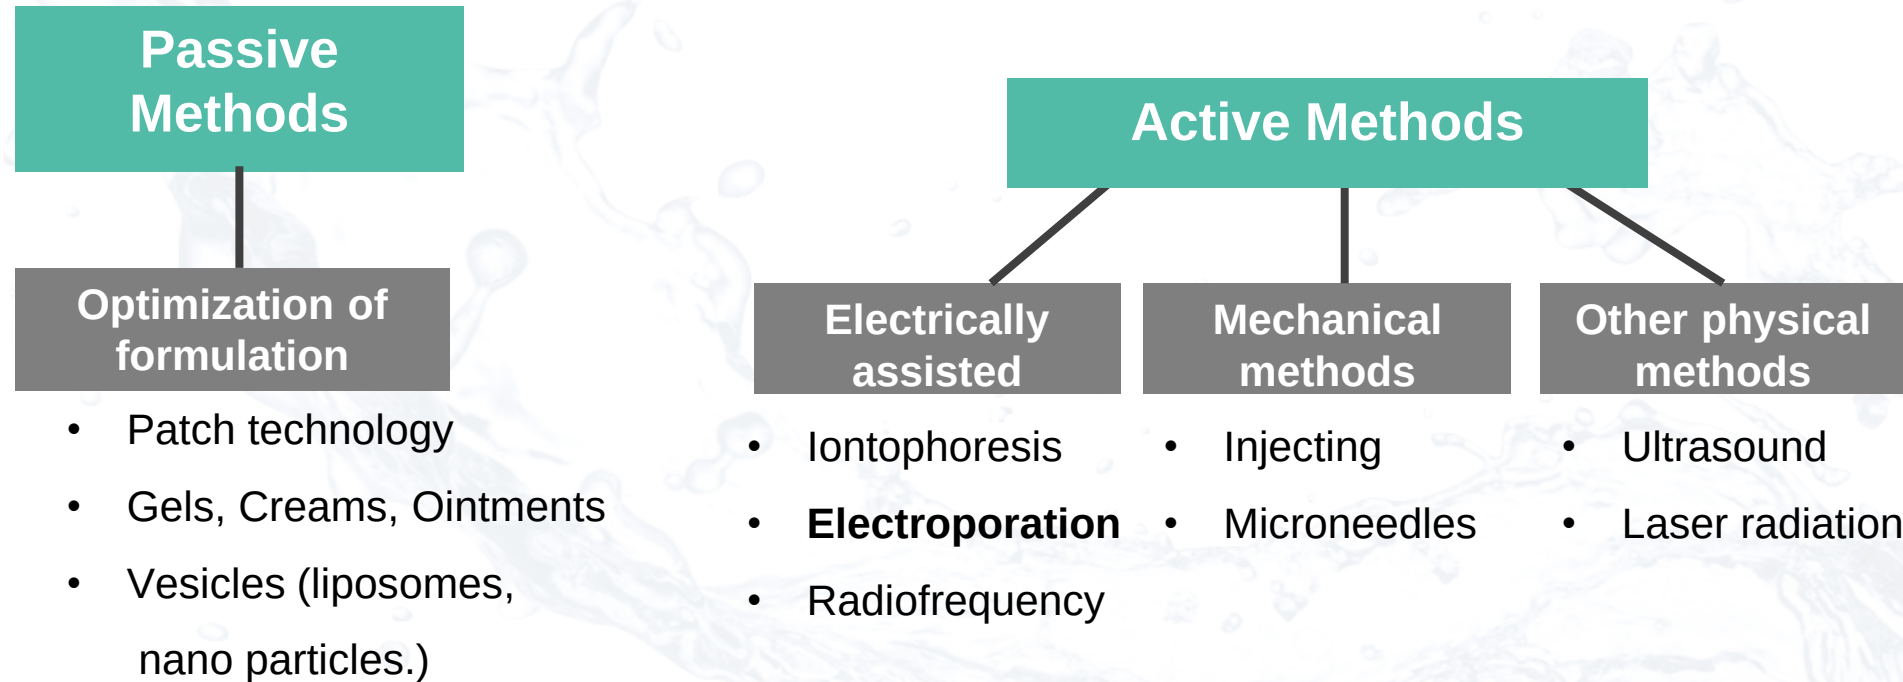 Passive
Methods
Optimization of
formulation
• Patch technology
• Gels, Creams, Ointments
• Vesicles (liposomes,
nano particles.)
Active Methods
Electrically
assisted
• Iontophoresis
• Electroporation
• Radiofrequency
Mechanical
methods
• Injecting
• Microneedles
Other physical
methods
• Ultrasound
• Laser radiation